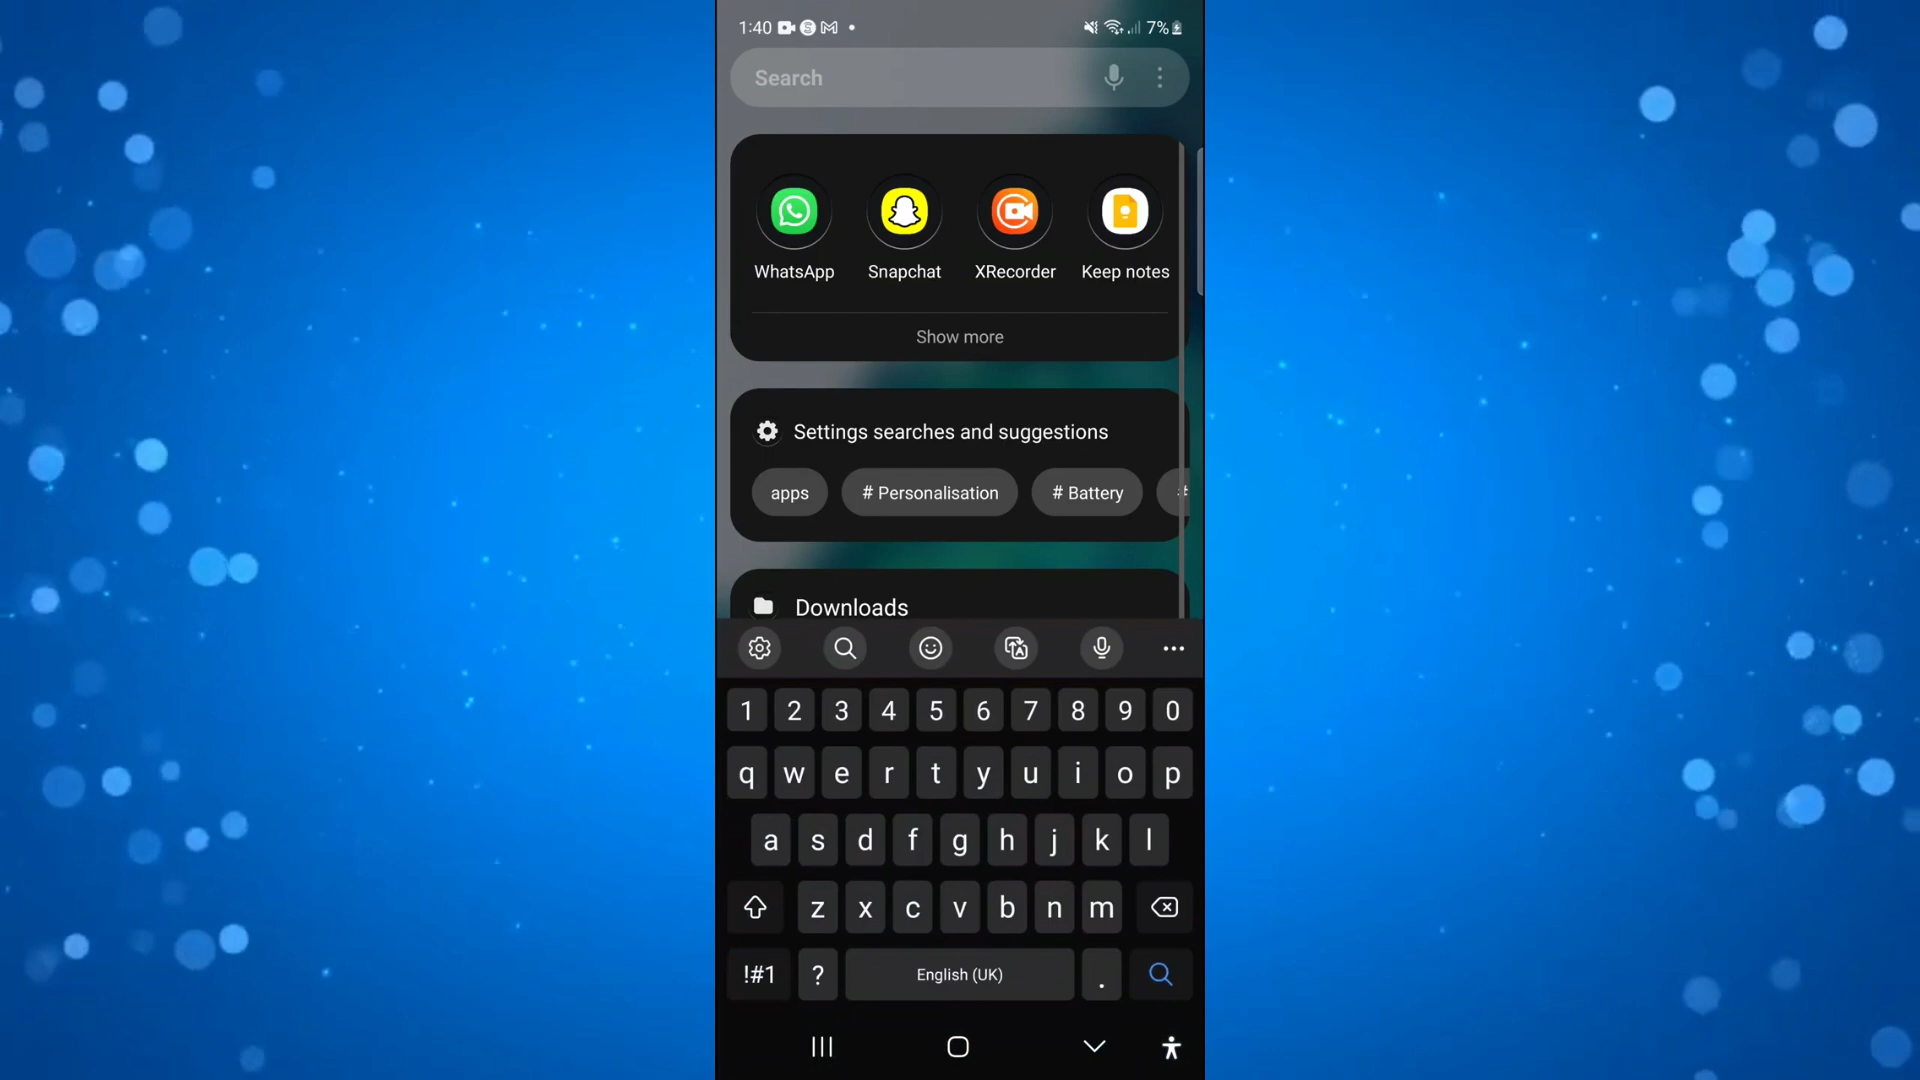 1:40 7%
Search
WhatsApp Snapchat XRecorder Keep notes
Show more
Settings searches and suggestions
apps # Personalisation # Battery #
Downloads
1 2 3 4 5 6 7 8 9 0
q w e r t y u i o p
a s d f g h j k l
z x c v b n m
!#1 ? English (UK) .